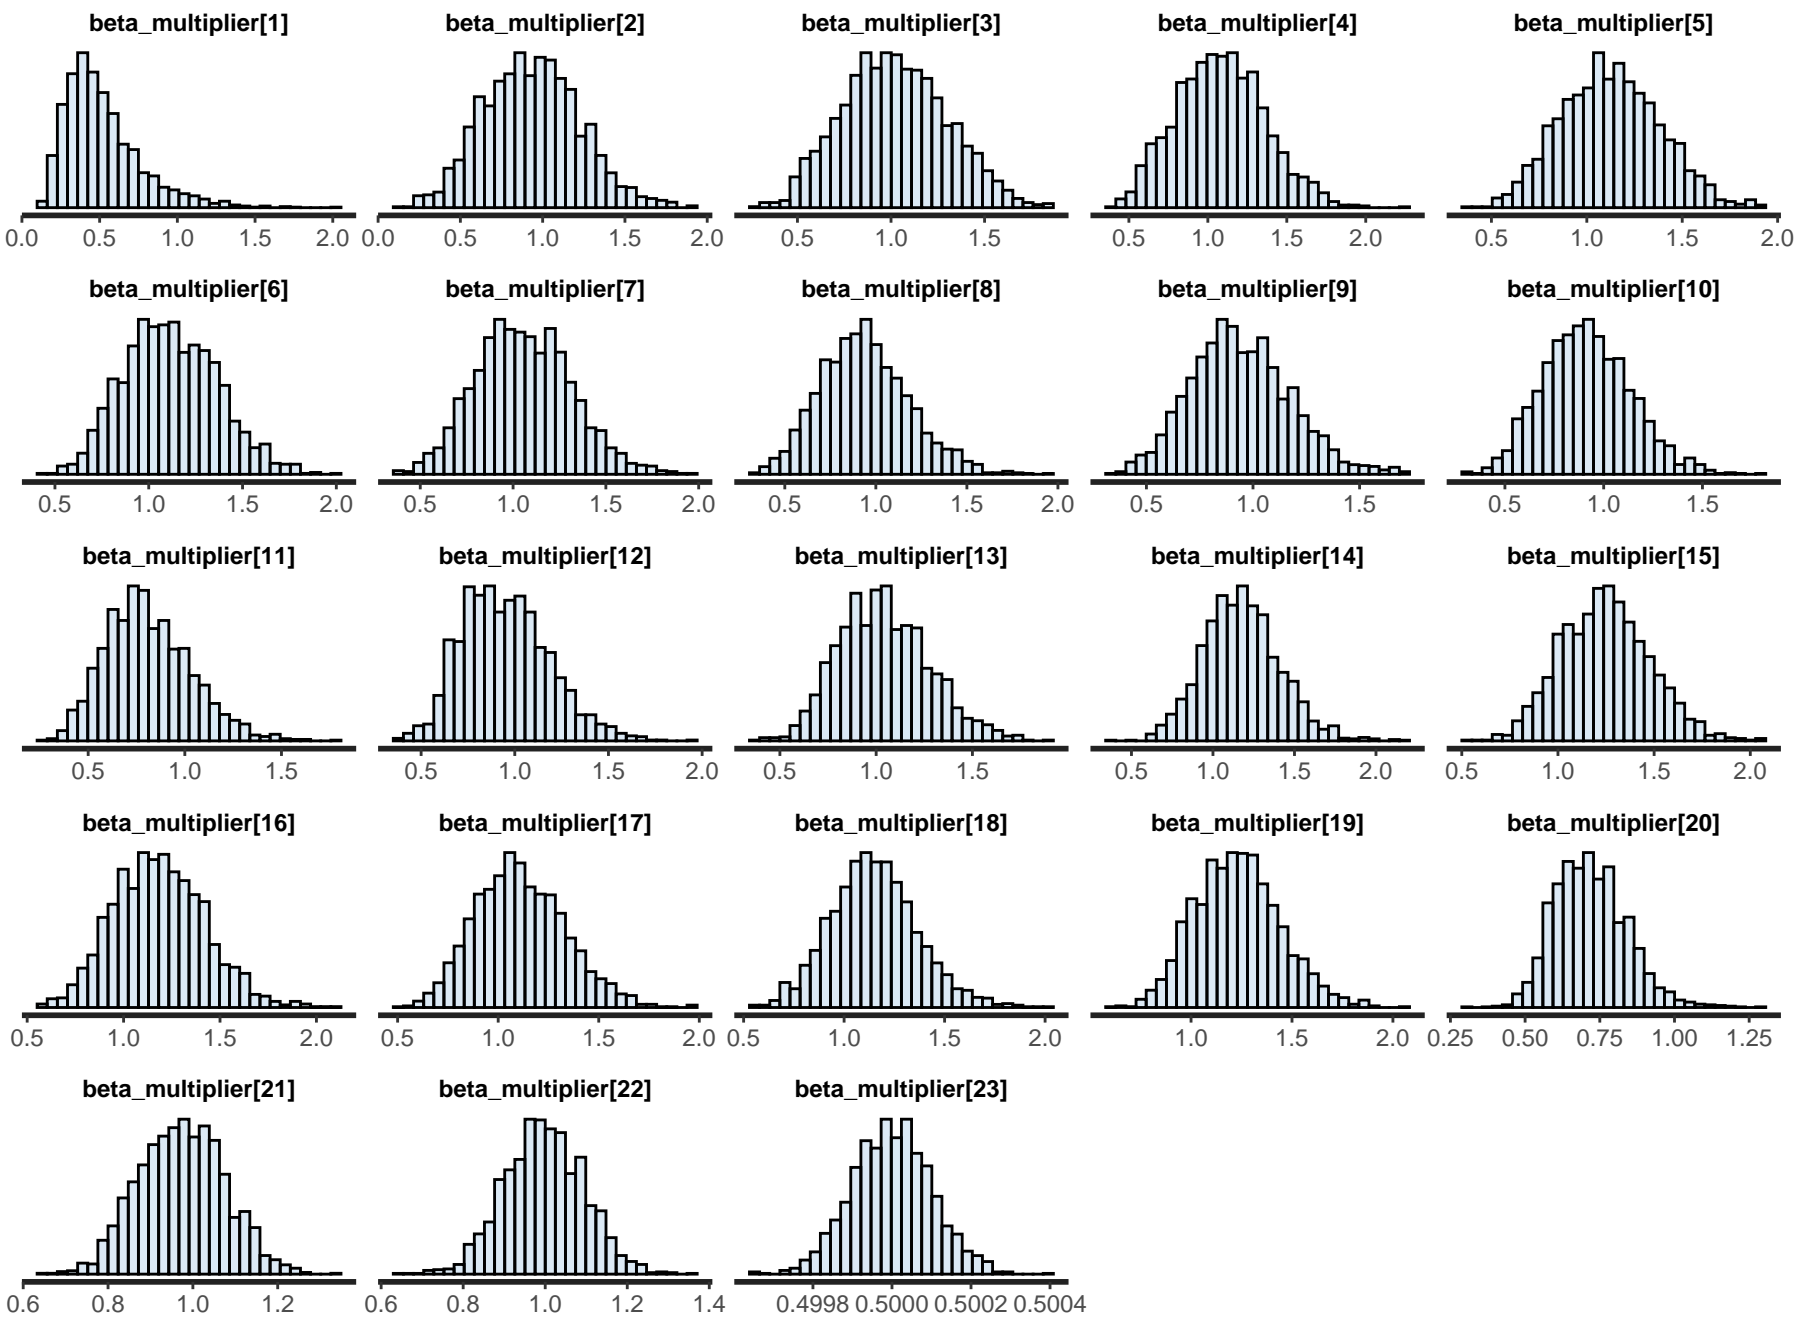 beta_multiplier[1] beta_multiplier[2] beta_multiplier[3] beta_multiplier[4] beta_multiplier[5]
0.0 0.5 1.0 1.5 2.0 0.0 0.5 1.0 1.5 2.0 0.5 1.0 1.5 0.5 1.0 1.5 2.0 0.5 1.0 1.5 2.0
beta_multiplier[6] beta_multiplier[7] beta_multiplier[8] beta_multiplier[9] beta_multiplier[10]
0.5 1.0 1.5 2.0 0.5 1.0 1.5 2.0 0.5 1.0 1.5 2.0 0.5 1.0 1.5 0.5 1.0 1.5
beta_multiplier[11] beta_multiplier[12] beta_multiplier[13] beta_multiplier[14] beta_multiplier[15]
0.5 1.0 1.5 0.5 1.0 1.5 2.0 0.5 1.0 1.5 0.5 1.0 1.5 2.0 0.5 1.0 1.5 2.0
beta_multiplier[16] beta_multiplier[17] beta_multiplier[18] beta_multiplier[19] beta_multiplier[20]
0.5 1.0 1.5 2.0 0.5 1.0 1.5 2.0 0.5 1.0 1.5 2.0 1.0 1.5 2.0 0.25 0.50 0.75 1.00 1.25
beta_multiplier[21] beta_multiplier[22] beta_multiplier[23]
0.6 0.8 1.0 1.2 0.6 0.8 1.0 1.2 1.4 0.4998 0.5000 0.5002 0.5004